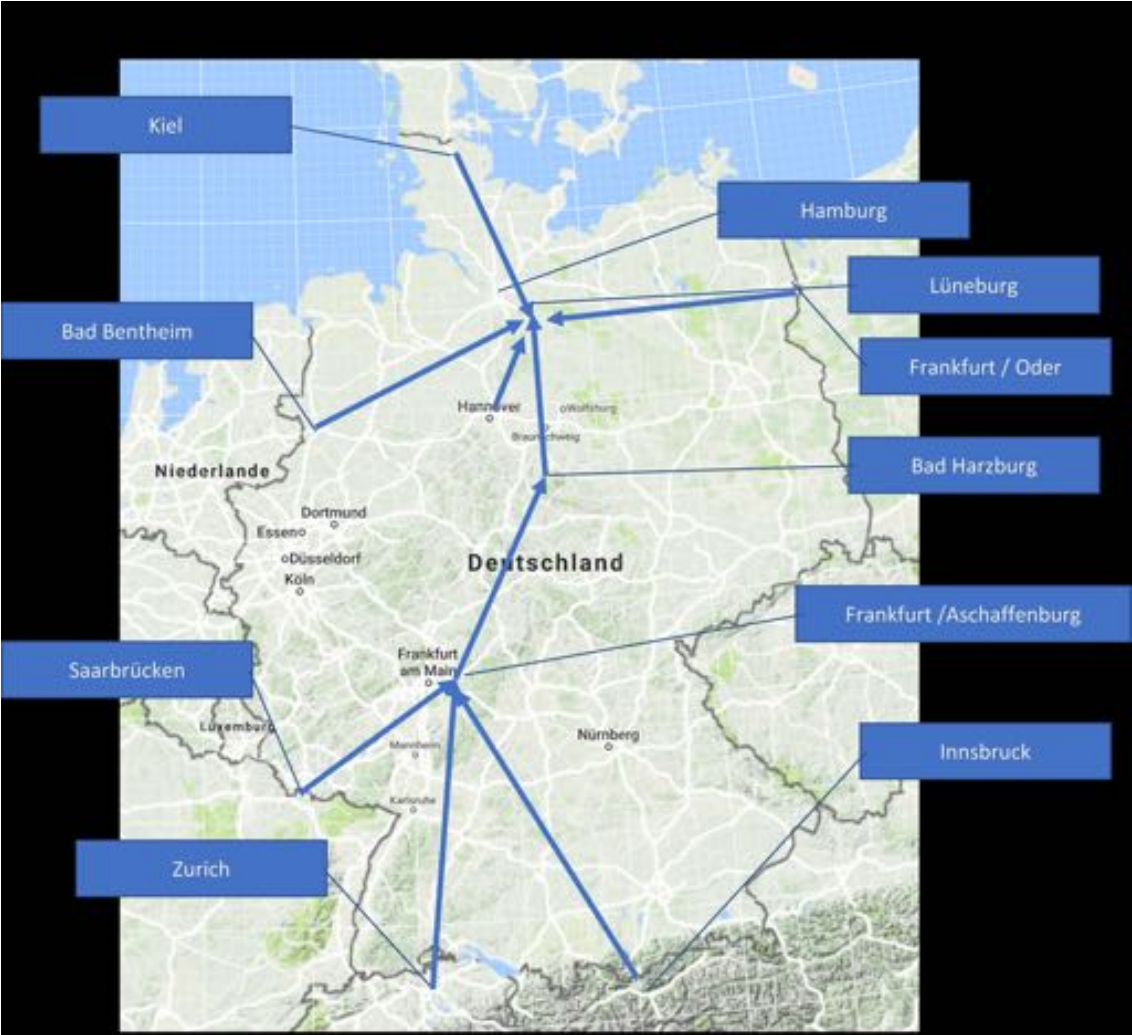 Kiel
Hamburg
Lüneburg
Bad Bentheim
Frankfurt / Oder
Hannover
Wolfsburg
Braunschweig
Bad Harzburg
Niederlande
Dortmund
Essen
Düsseldorf
Deutschland
Köln
Frankfurt /Aschaffenburg
Frankfurt
am Main
Saarbrücken
Luxemburg
Nürnberg
Mannheim
Innsbruck
Karlsruhe
Zurich